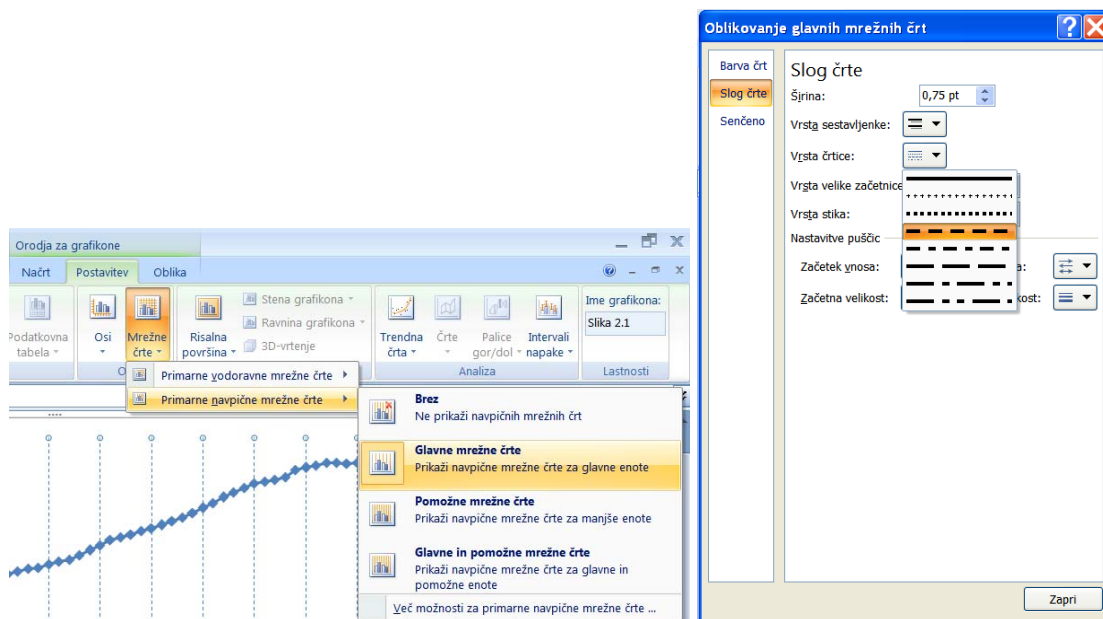 Orodja za grafikone
Načrt Postavitev Oblika
Podatkovna tabela
Osi
Mrežne črte
Risalna površina
Stena grafikona
Ravnina grafikona
3D-vrtenje
Trendna črta
Črte
Palice gor/dol
Intervali napake
Ime grafikona:
Slika 2.1
O
Analiza
Lastnosti
Primarne vodoravne mrežne črte
Primarne navpične mrežne črte
Brez
Ne prikaži navpičnih mrežnih črt
Glavne mrežne črte
Prikaži navpične mrežne črte za glavne enote
Pomožne mrežne črte
Prikaži navpične mrežne črte za manjše enote
Glavne in pomožne mrežne črte
Prikaži navpične mrežne črte za glavne in
pomožne enote
Več možnosti za primarne navpične mrežne črte ...
Oblikovanje glavnih mrežnih črt
Barva črt
Slog črte
Senčeno
Slog črte
Širina: 0,75 pt
Vrsta sestavljenke:
Vrsta črtice:
Vrsta velike začetnice
Vrsta stika:
Nastavitve puščic
Začetek vnosa: a:
Začetna velikost: kost:
Zapri